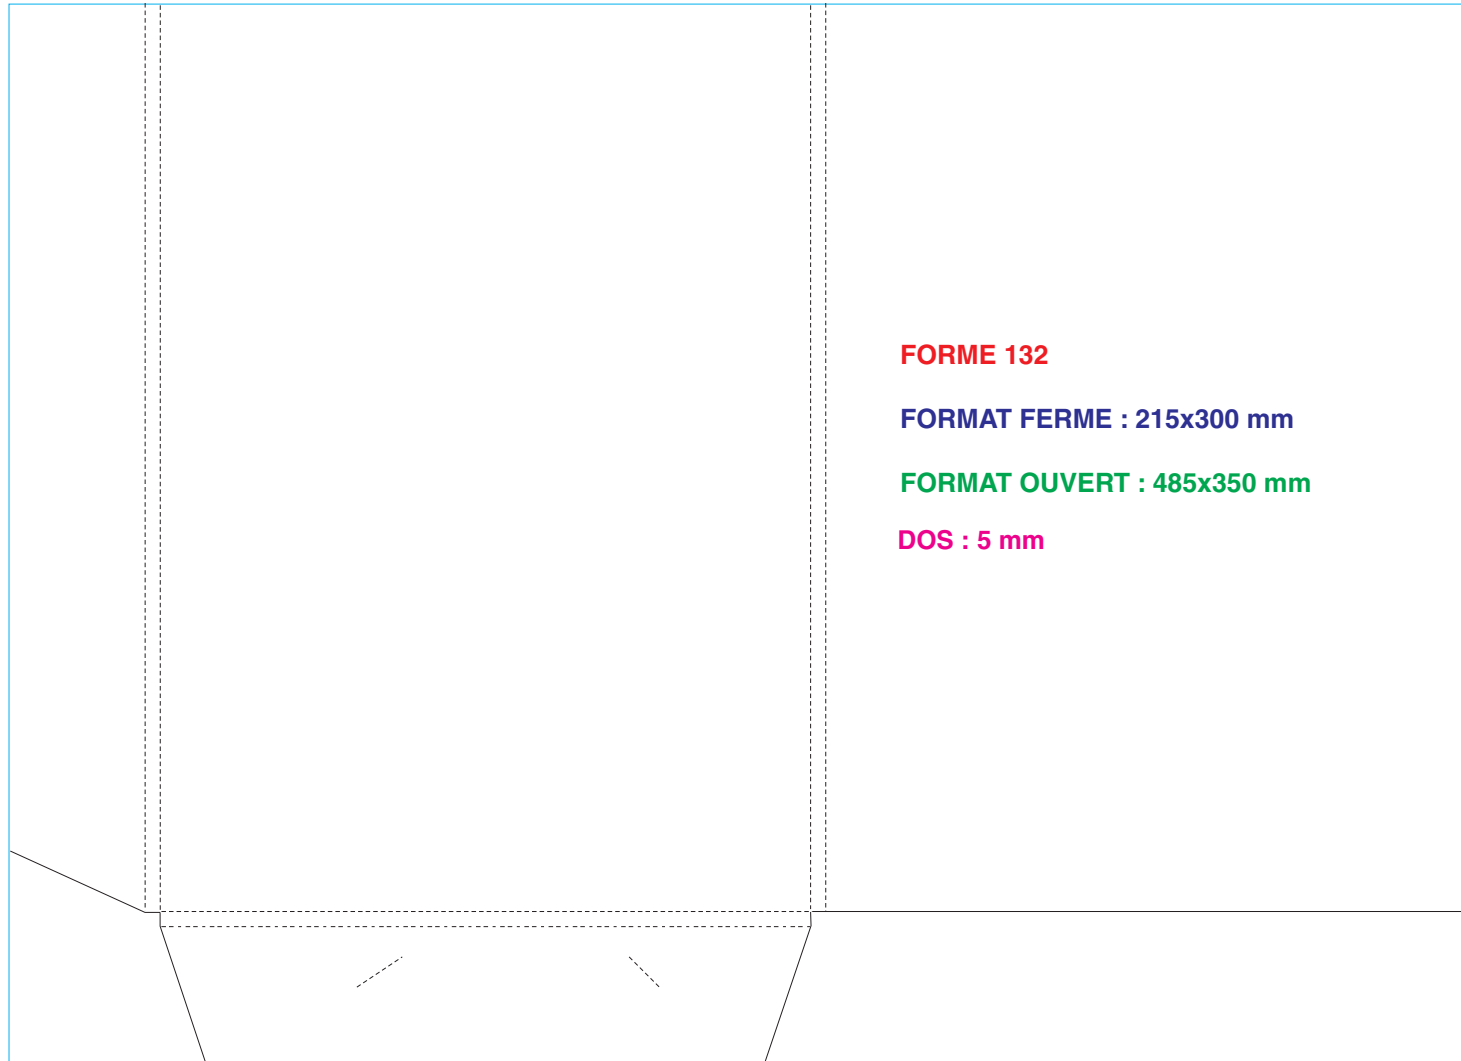 FORME 132
FORMAT FERME : 215x300 mm
FORMAT OUVERT : 485x350 mm
DOS : 5 mm